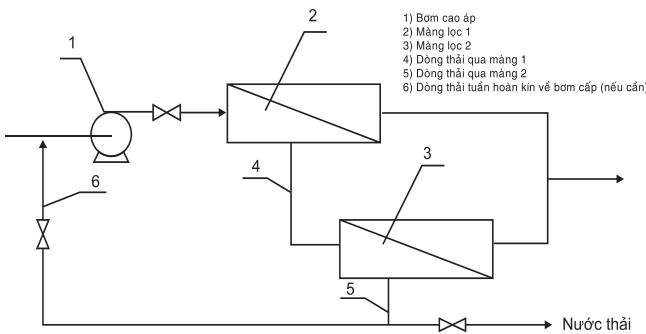 1) Bơm cao áp
2) Màng lọc 1
3) Màng lọc 2
4) Dòng thải qua màng 1
5) Dòng thải qua màng 2
6) Dòng thải tuần hoàn kín về bơm cấp (nếu cần)
1
2
3
4
5
6
Nước thải